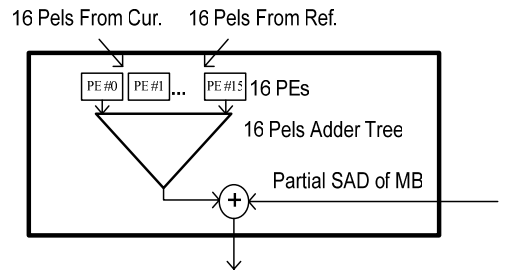 16 Pels From Cur. 16 Pels From Ref.
PE #0 PE #1 ... PE #15 16 PEs
16 Pels Adder Tree
Partial SAD of MB
+